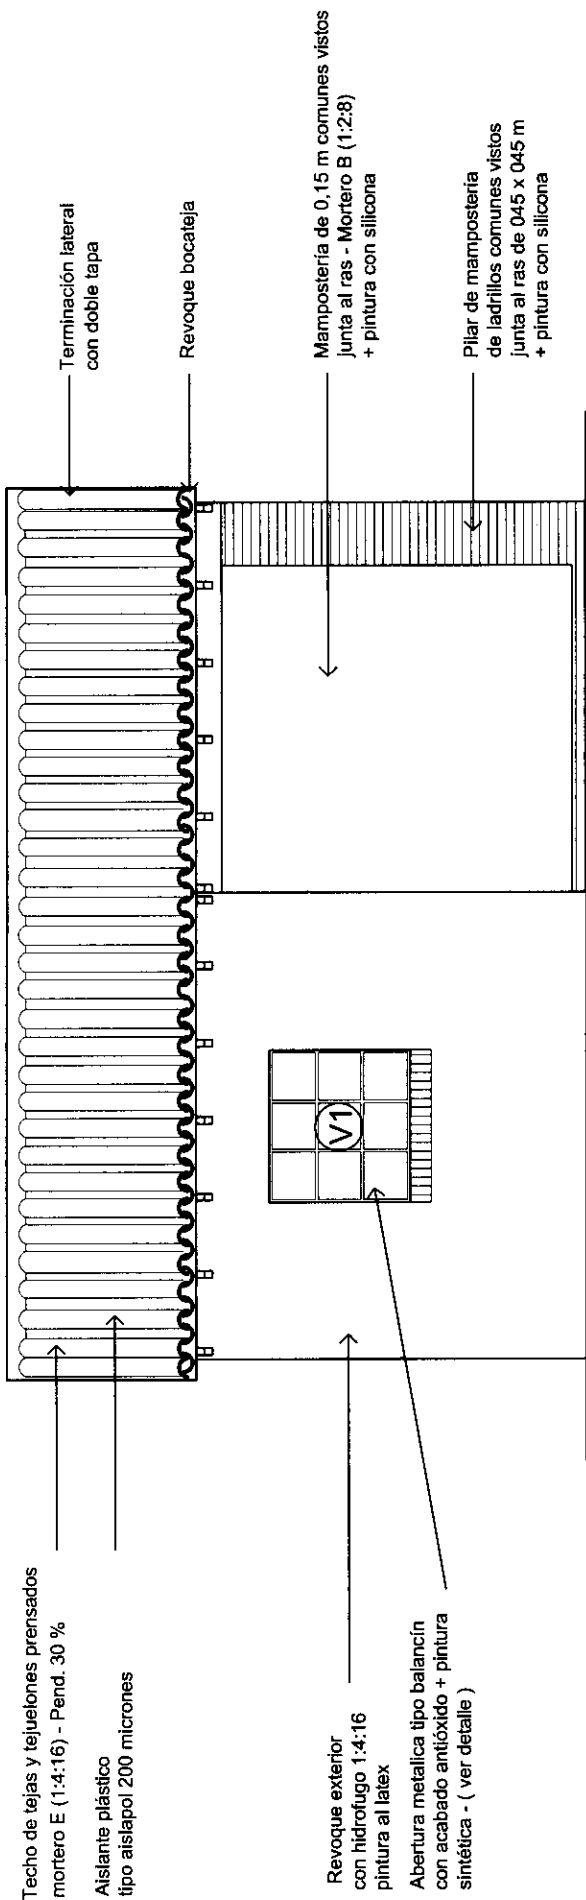 Techo de tejas y tejuelones prensados
mortero E (1:4:16) - Pend. 30 %
Aislante plástico
tipo aislapol 200 micrones
Revoque exterior
con hidrofugo 1:4:16
pintura al latex
Abertura metalica tipo balancín
con acabado antióxido + pintura
sintética - ( ver detalle )
V1
Terminación lateral
con doble tapa
Revoque bocateja
Mampostería de 0,15 m comunes vistos
junta al ras - Mortero B (1:2:8)
+ pintura con silicona
Pilar de mampostería
de ladrillos comunes vistos
junta al ras de 045 x 045 m
+ pintura con silicona